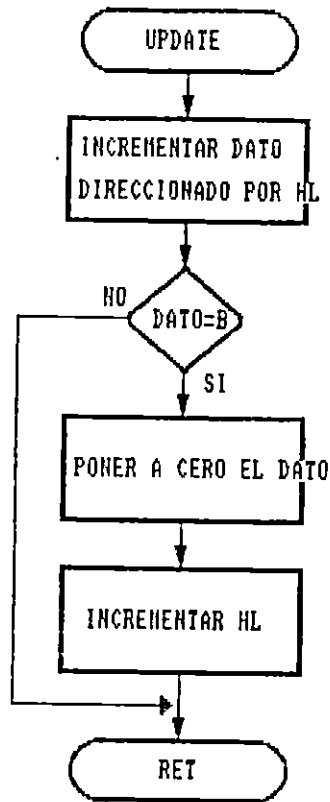 UPDATE
INCREMENTAR DATO
DIRECCIONADO POR HL
NO
DATO=B
SI
PONER A CERO EL DATO
INCREMENTAR HL
RET